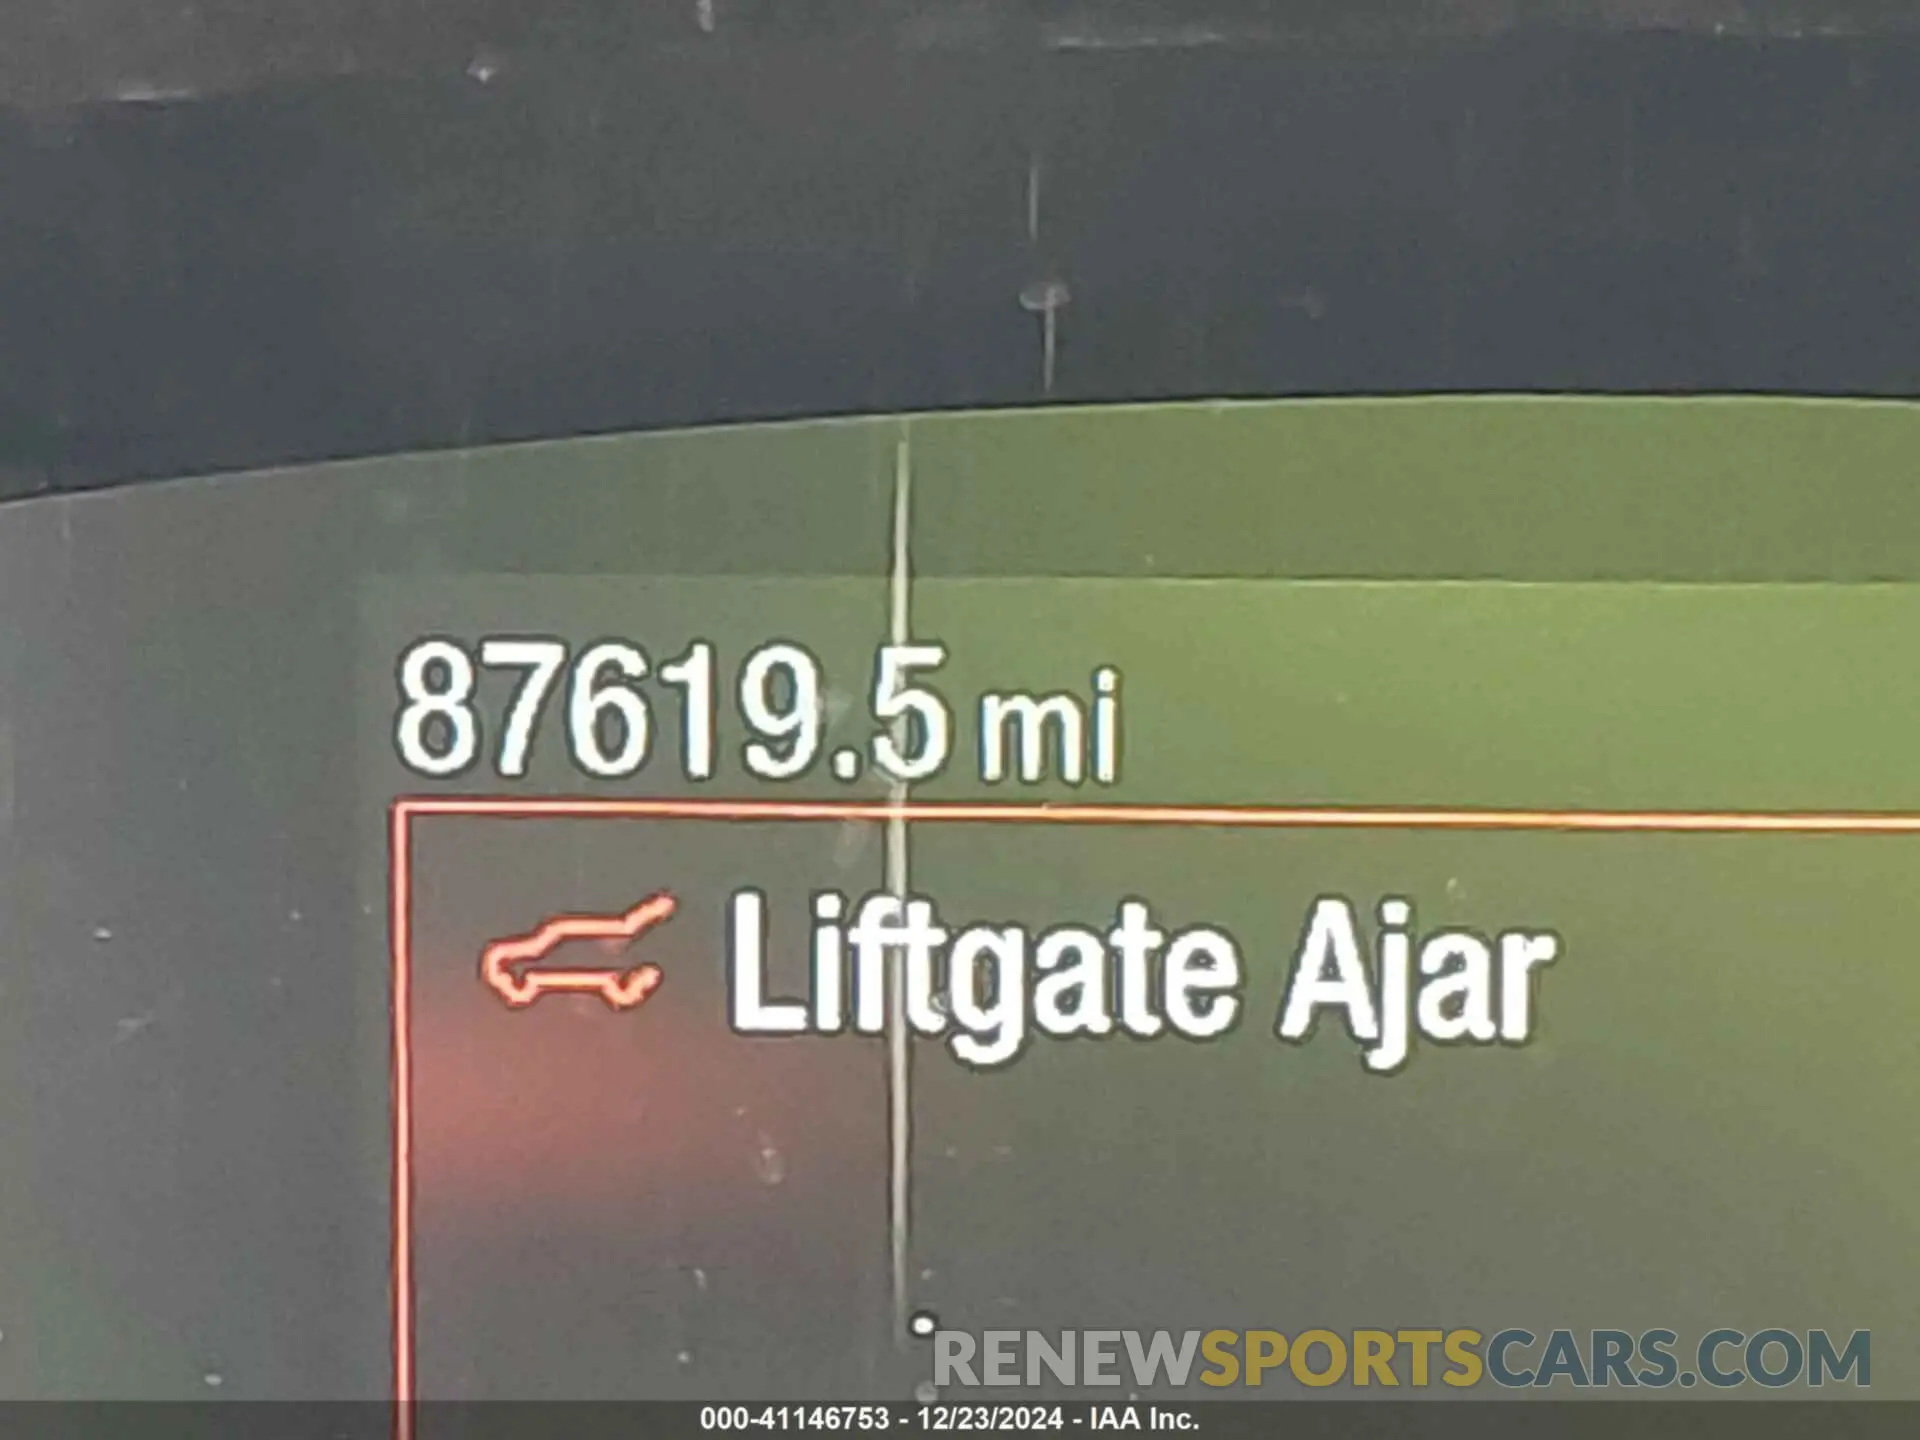 87619.5 mi
Liftgate Ajar
RENEWSPORTSCARS.COM
000-41146753 - 12/23/2024 - IAA Inc.